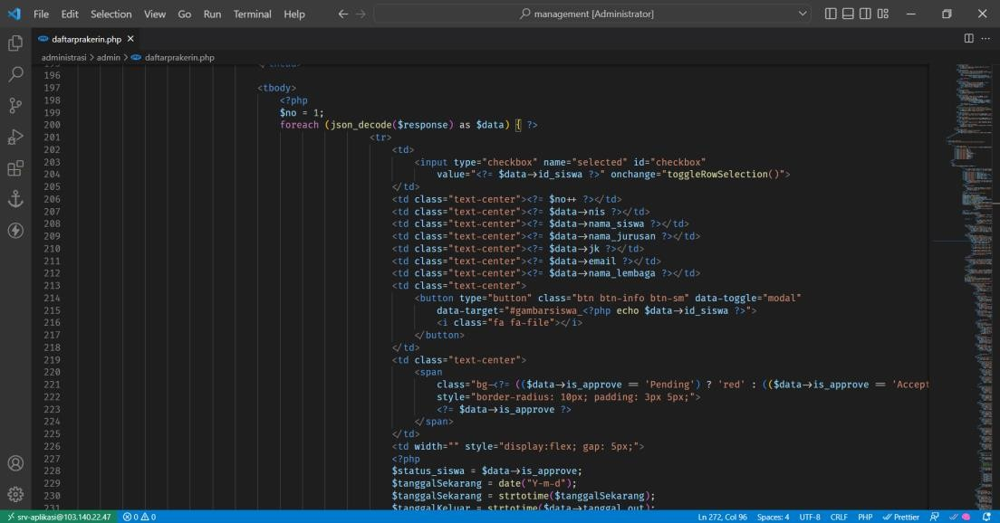 File Edit Selection View Go Run Terminal Help management [Administrator]
daftarprakerin.php
administrasi > admin > daftarprakerin.php
196
197 <tbody>
198 <?php
199 $no = 1;
200 foreach (json_decode($response) as $data) { ?>
201 <tr>
202 <td>
203 <input type="checkbox" name="selected" id="checkbox"
204 value="<?= $data->id_siswa ?>" onchange="toggleRowSelection()">
205 </td>
206 <td class="text-center"><?= $no++ ?></td>
207 <td class="text-center"><?= $data->nis ?></td>
208 <td class="text-center"><?= $data->nama_siswa ?></td>
209 <td class="text-center"><?= $data->nama_jurusan ?></td>
210 <td class="text-center"><?= $data->jk ?></td>
211 <td class="text-center"><?= $data->email ?></td>
212 <td class="text-center"><?= $data->nama_lembaga ?></td>
213 <td class="text-center">
214 <button type="button" class="btn btn-info btn-sm" data-toggle="modal"
215 data-target="#gambarsiswa_<?php echo $data->id_siswa ?>">
216 <i class="fa fa-file"></i>
217 </button>
218 </td>
219 <td class="text-center">
220 <span
221 class="bg-<?= (($data->is_approve == 'Pending') ? 'red' : (($data->is_approve == 'Accept
222 style="border-radius: 10px; padding: 3px 5px;">
223 <?= $data->is_approve ?>
224 </span>
225 </td>
226 <td width="" style="display:flex; gap: 5px;">
227 <?php
228 $status_siswa = $data->is_approve;
229 $tanggalSekarang = date("Y-m-d");
230 $tanggalSekarang = strtotime($tanggalSekarang);
231 $tanggalKeluar = strtotime($data->tanggal_out);
srv-aplikasi@103.140.22.47 0 0 Ln 272, Col 96 Spaces: 4 UTF-8 CRLF PHP Prettier